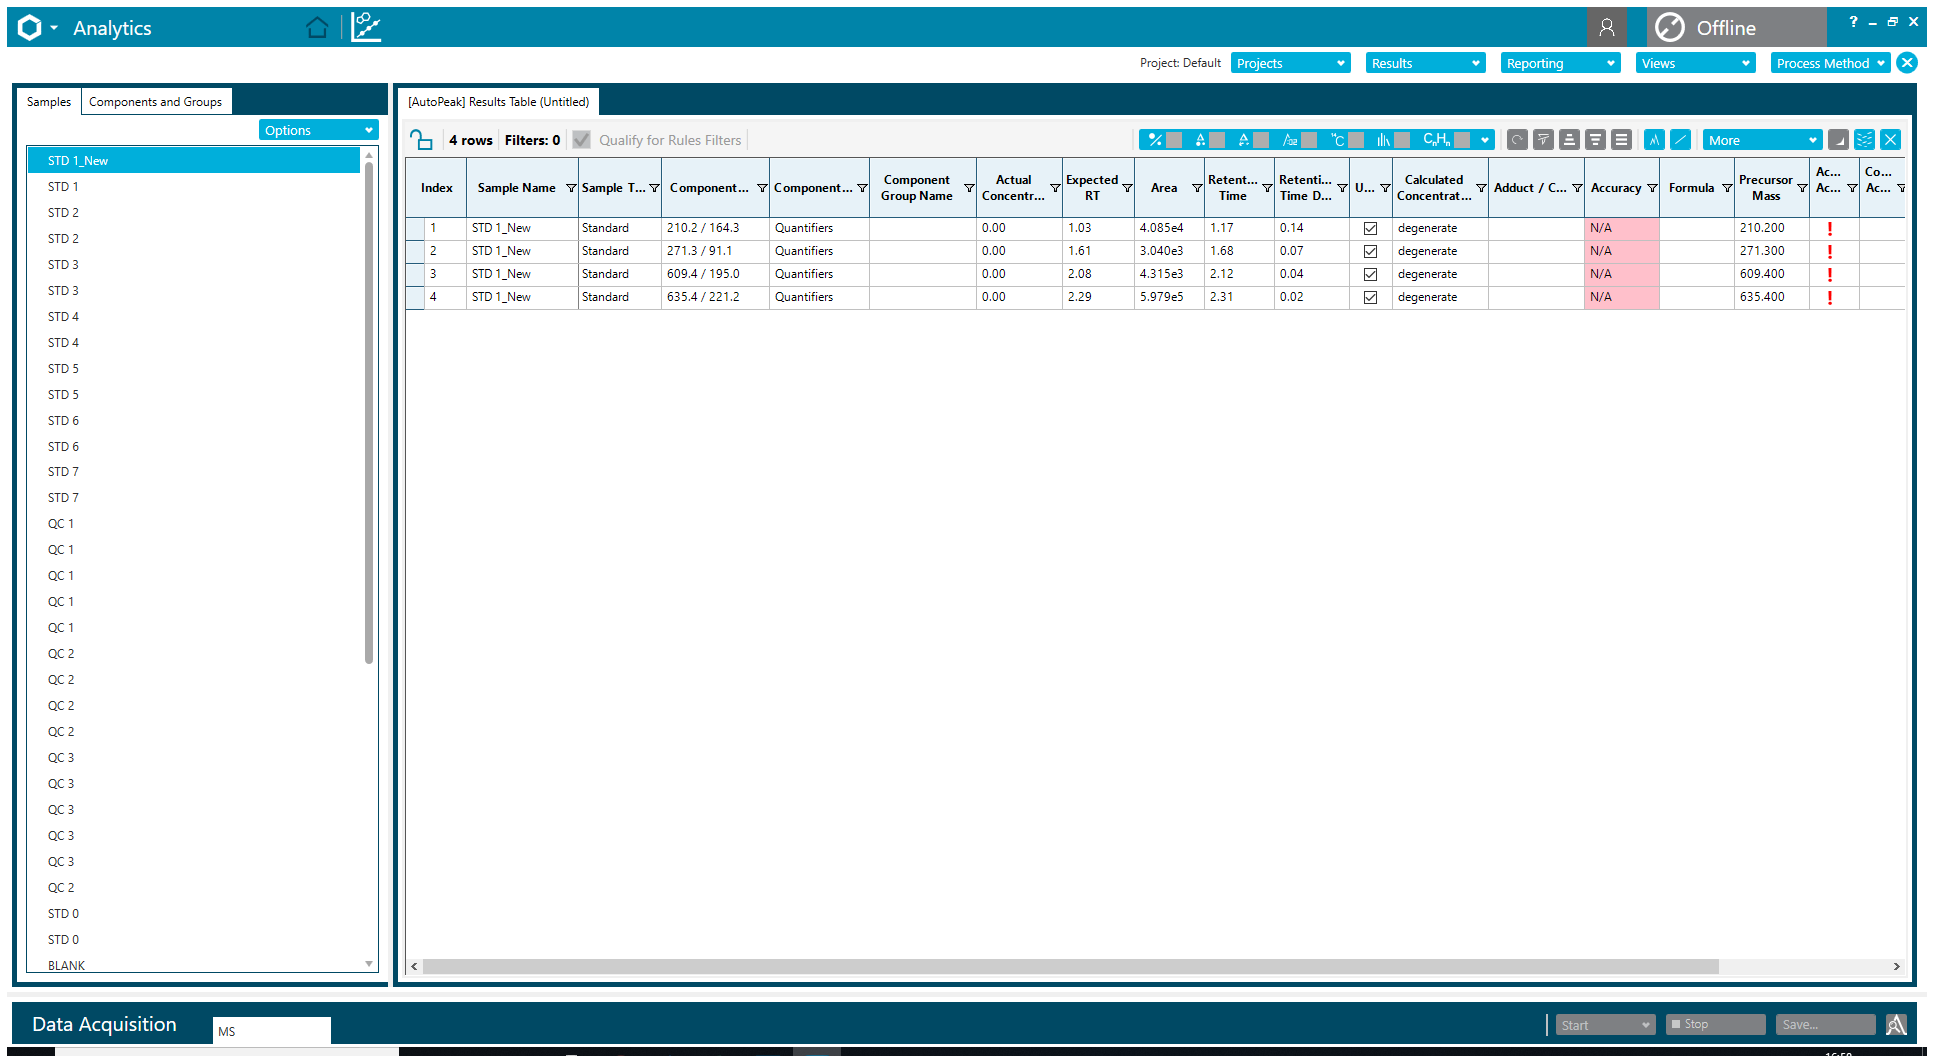 Analytics
Offline
?
Project: Default Projects Results Reporting Views Process Method
Samples Components and Groups
Options
STD 1_New
STD 1
STD 2
STD 2
STD 3
STD 3
STD 4
STD 4
STD 5
STD 5
STD 6
STD 6
STD 7
STD 7
QC 1
QC 1
QC 1
QC 1
QC 1
QC 2
QC 2
QC 2
QC 2
QC 3
QC 3
QC 3
QC 3
QC 3
QC 2
STD 0
STD 0
BLANK
[AutoPeak] Results Table (Untitled)
4 rows Filters: 0 Qualify for Rules Filters More
Index Sample Name Sample T... Component... Component... Component Group Name Actual Concentr... Expected RT Area Retent... Time Retenti... Time D... U... Calculated Concentrat... Adduct / C... Accuracy Formula Precursor Mass Ac... Ac... Co... Ac...
1 STD 1_New Standard 210.2 / 164.3 Quantifiers 0.00 1.03 4.085e4 1.17 0.14 degenerate N/A 210.200
2 STD 1_New Standard 271.3 / 91.1 Quantifiers 0.00 1.61 3.040e3 1.68 0.07 degenerate N/A 271.300
3 STD 1_New Standard 609.4 / 195.0 Quantifiers 0.00 2.08 4.315e3 2.12 0.04 degenerate N/A 609.400
4 STD 1_New Standard 635.4 / 221.2 Quantifiers 0.00 2.29 5.979e5 2.31 0.02 degenerate N/A 635.400
Data Acquisition MS Start Stop Save...